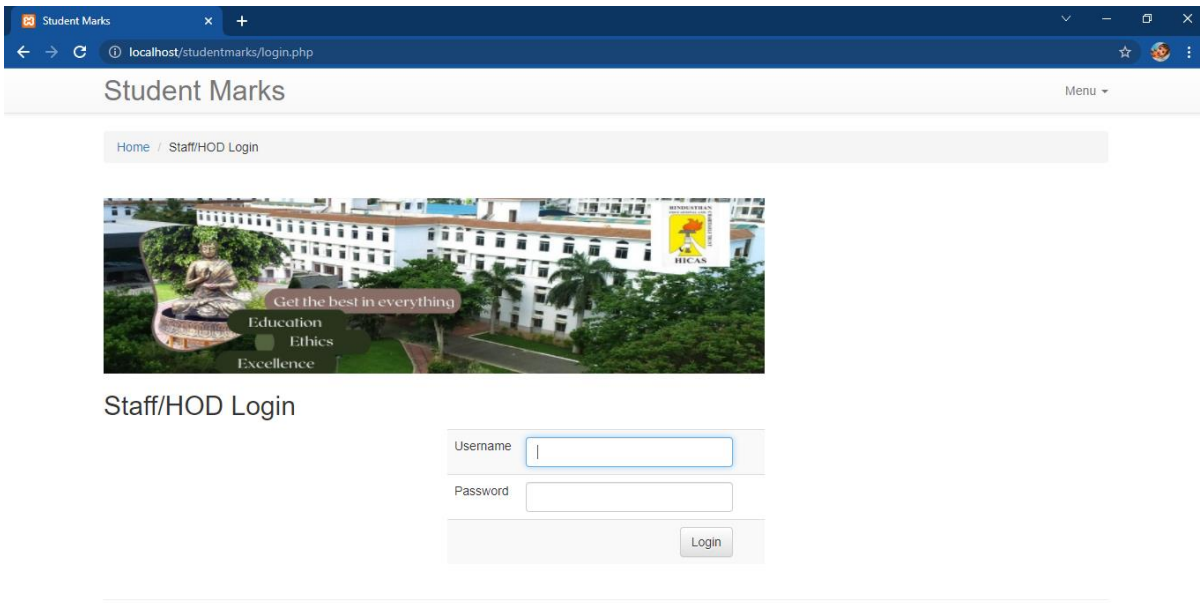 Student Marks
localhost/studentmarks/login.php
Student Marks
Menu
Home / Staff/HOD Login
HICAS
Get the best in everything
Education
Ethics
Excellence
Staff/HOD Login
Username
Password
Login